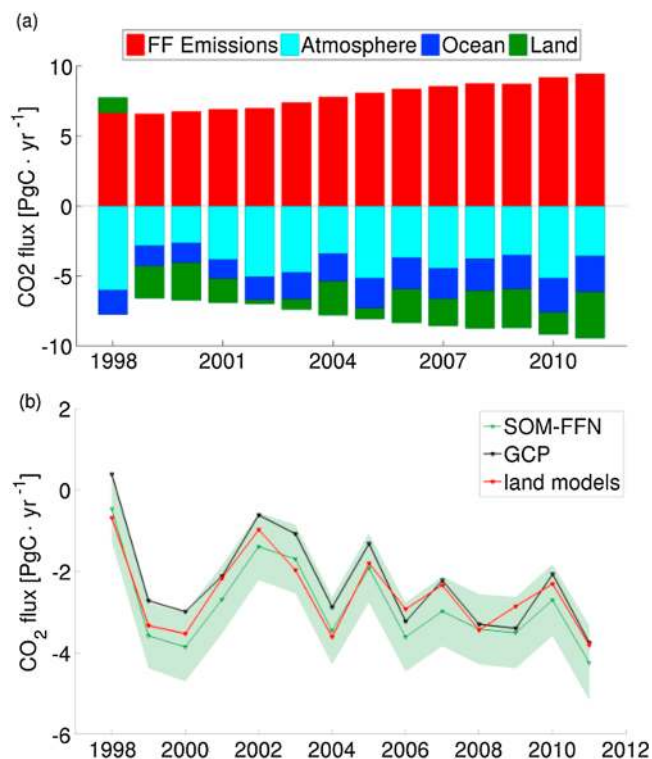 (a)
FF Emissions Atmosphere Ocean Land
CO2 flux [PgC · yr⁻¹]
10
5
0
-5
-10
1998 2001 2004 2007 2010
(b)
SOM-FFN
GCP
land models
CO₂ flux [PgC · yr⁻¹]
2
0
-2
-4
-6
1998 2000 2002 2004 2006 2008 2010 2012